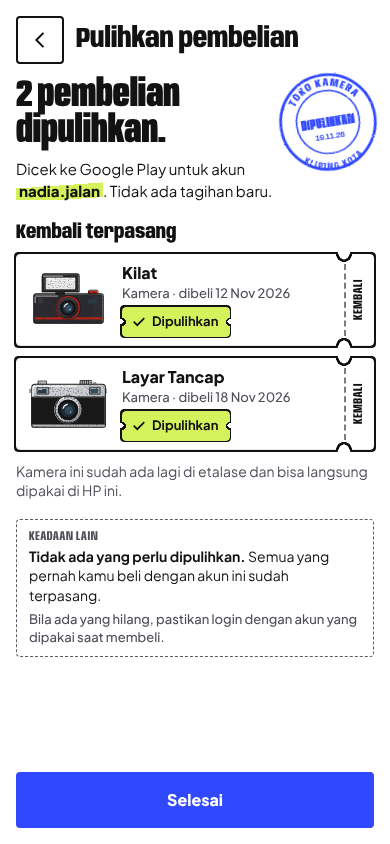 Pulihkan pembelian
2 pembelian
dipulihkan.
TOKO KAMERA
DIPULIHKAN
19.11.26
KLIDING KOTA
Dicek ke Google Play untuk akun
nadia.jalan. Tidak ada tagihan baru.
Kembali terpasang
Kilat
Kamera · dibeli 12 Nov 2026
Dipulihkan
KEMBALI
Layar Tancap
Kamera · dibeli 18 Nov 2026
Dipulihkan
KEMBALI
Kamera ini sudah ada lagi di etalase dan bisa langsung
dipakai di HP ini.
KEADAAN LAIN
Tidak ada yang perlu dipulihkan. Semua yang
pernah kamu beli dengan akun ini sudah
terpasang.
Bila ada yang hilang, pastikan login dengan akun yang
dipakai saat membeli.
Selesai